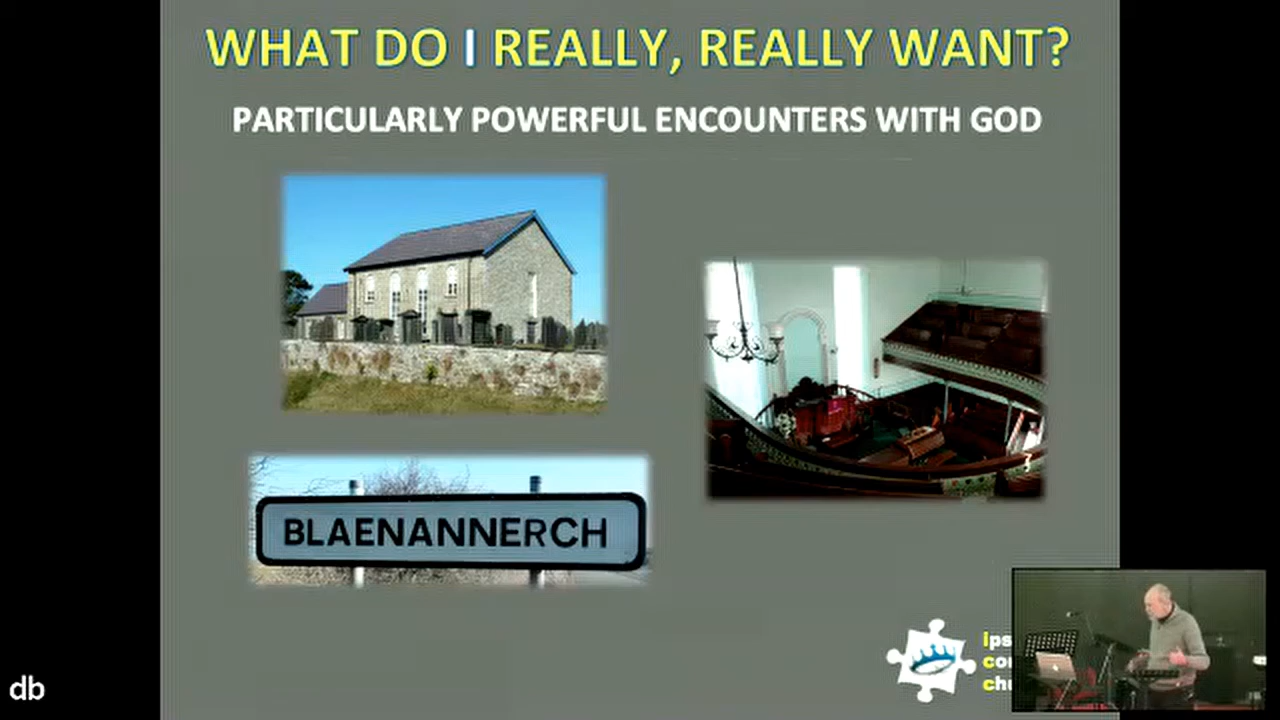 WHAT DO I REALLY, REALLY WANT?
PARTICULARLY POWERFUL ENCOUNTERS WITH GOD
BLAENANNERCH
db